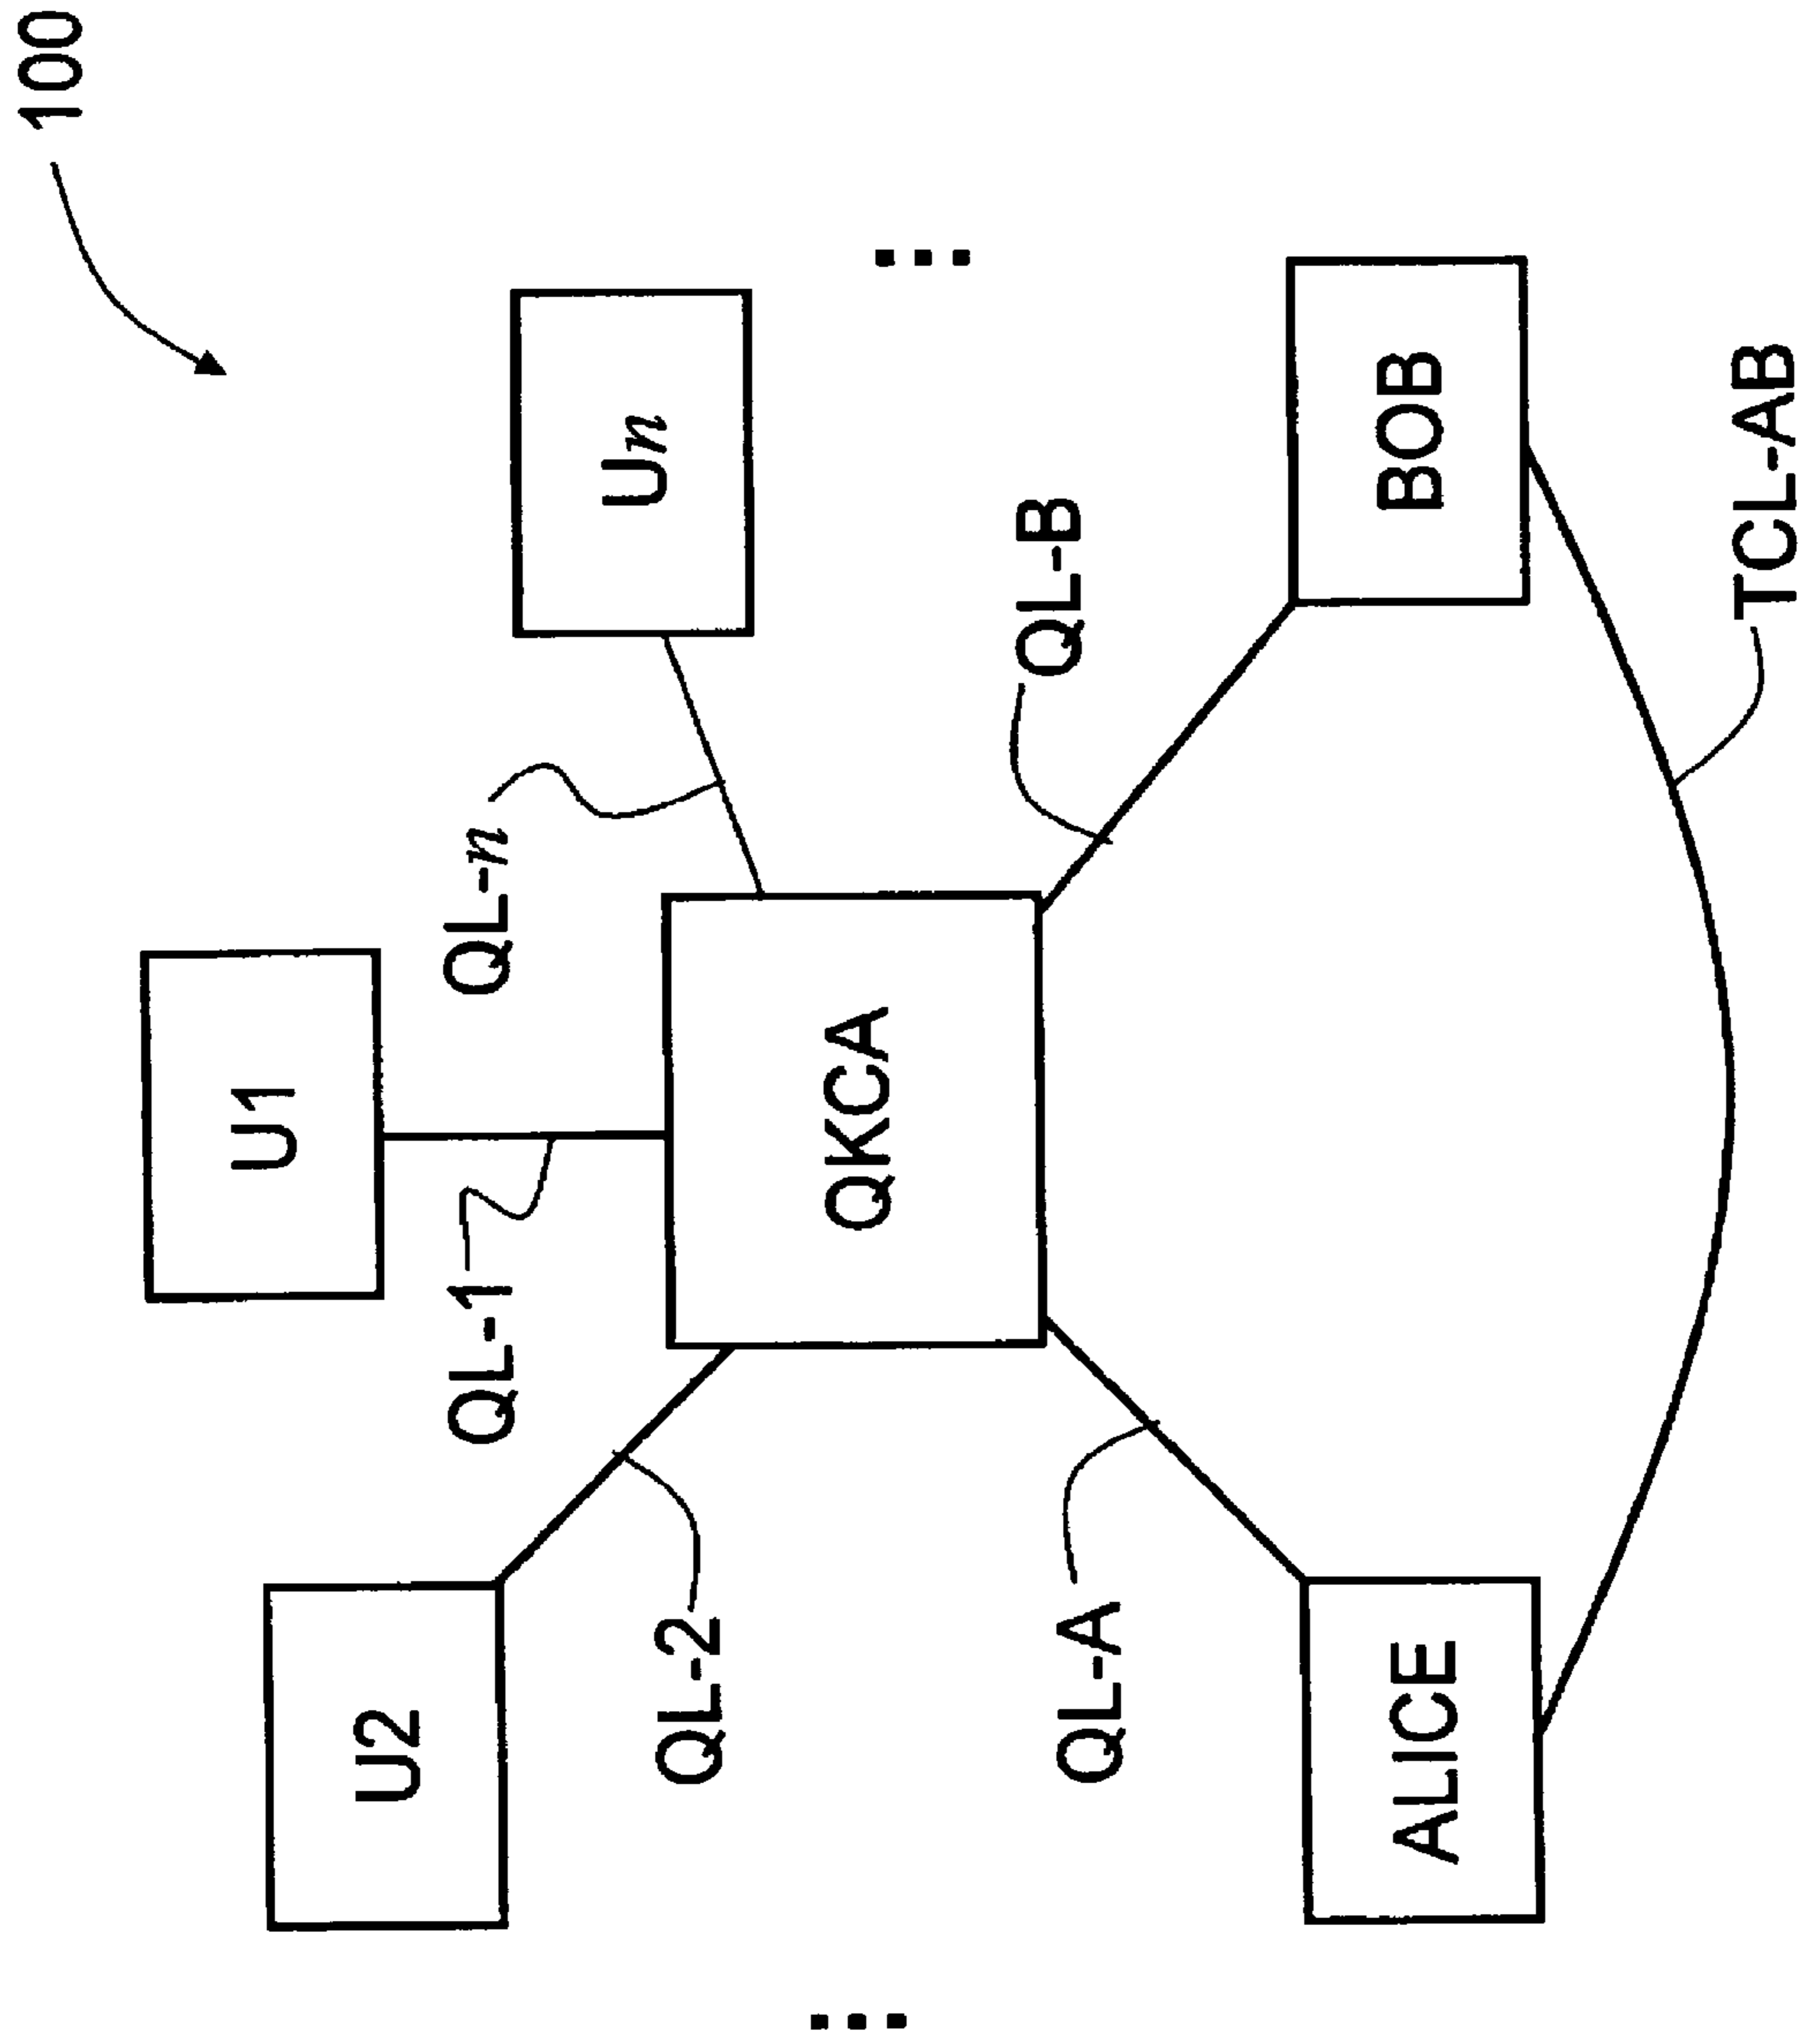 100
U1
U2
Un
QL-1
QL-n
QL-2
QKCA
QL-A
QL-B
ALICE
BOB
TCL-AB